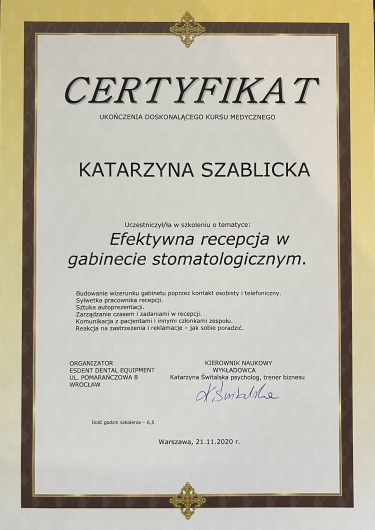 CERTYFIKAT
UKOŃCZENIA DOSKONALĄCEGO KURSU MEDYCZNEGO
KATARZYNA SZABLICKA
Uczestniczył/ła w szkoleniu o tematyce:
Efektywna recepcja w
gabinecie stomatologicznym.
Budowanie wizerunku gabinetu poprzez kontakt osobisty i telefoniczny.
Sylwetka pracownika recepcji.
Sztuka autoprezentacji.
Zarządzanie czasem i zadaniami w recepcji.
Komunikacja z pacjentami i innymi członkami zespołu.
Reakcja na zastrzeżenia i reklamacje – jak sobie poradzić.
ORGANIZATOR
ESDENT DENTAL EQUIPMENT
UL. POMARAŃCZOWA 8
WROCŁAW
KIEROWNIK NAUKOWY
WYKŁADOWCA
Katarzyna Świtalska psycholog, trener biznesu
K. Świtalska
Ilość godzin szkolenia – 6,5
Warszawa, 21.11.2020 r.